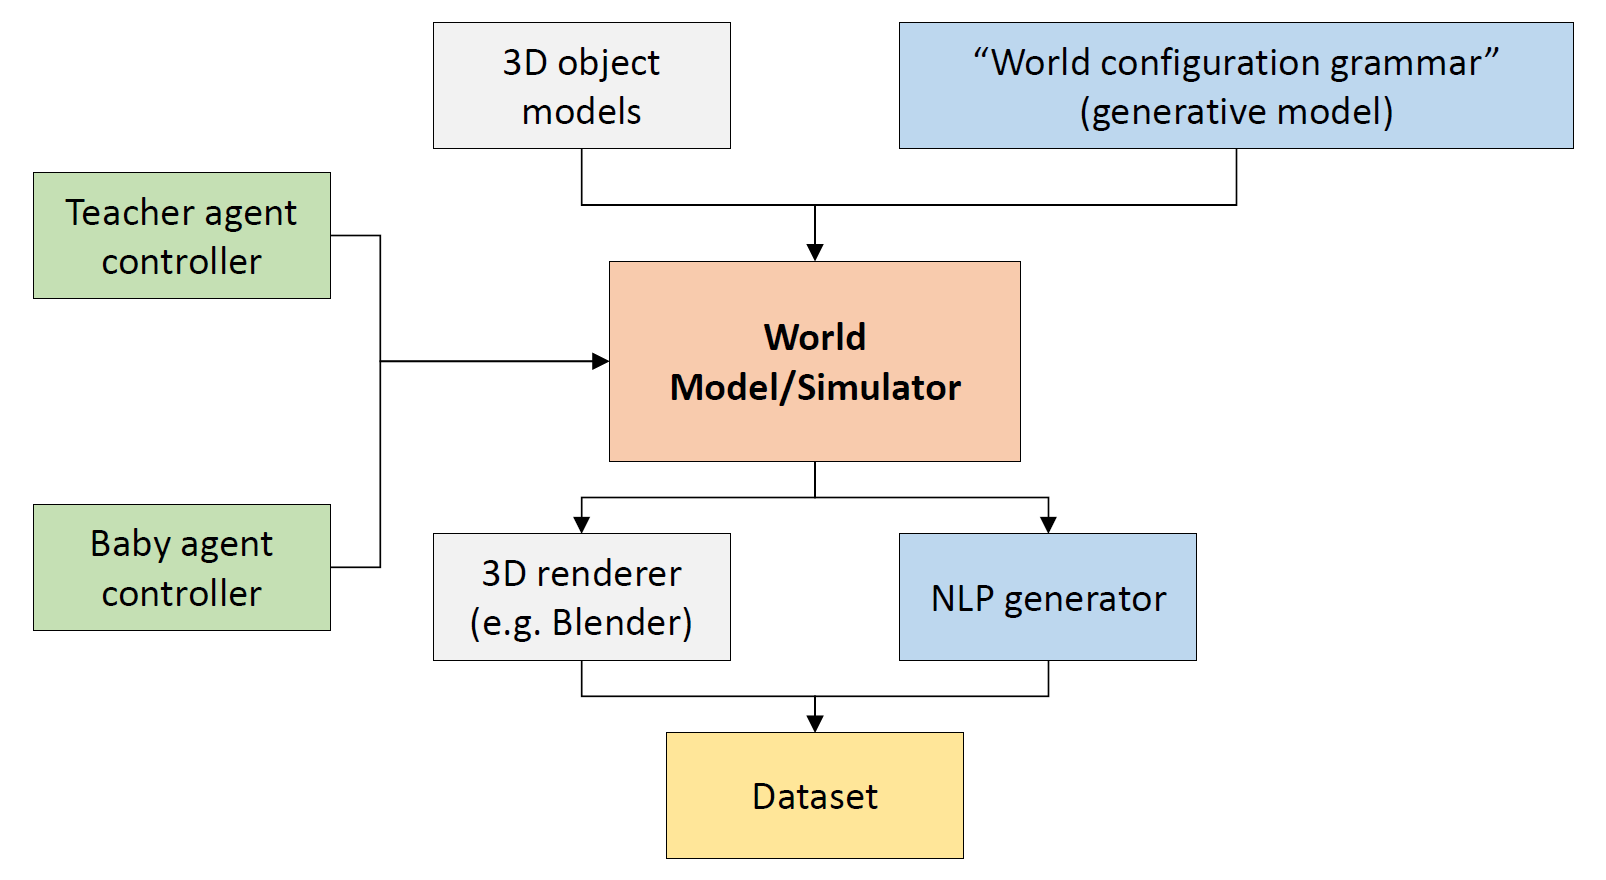 3D object
models
“World configuration grammar”
(generative model)
Teacher agent
controller
World
Model/Simulator
Baby agent
controller
3D renderer
(e.g. Blender)
NLP generator
Dataset